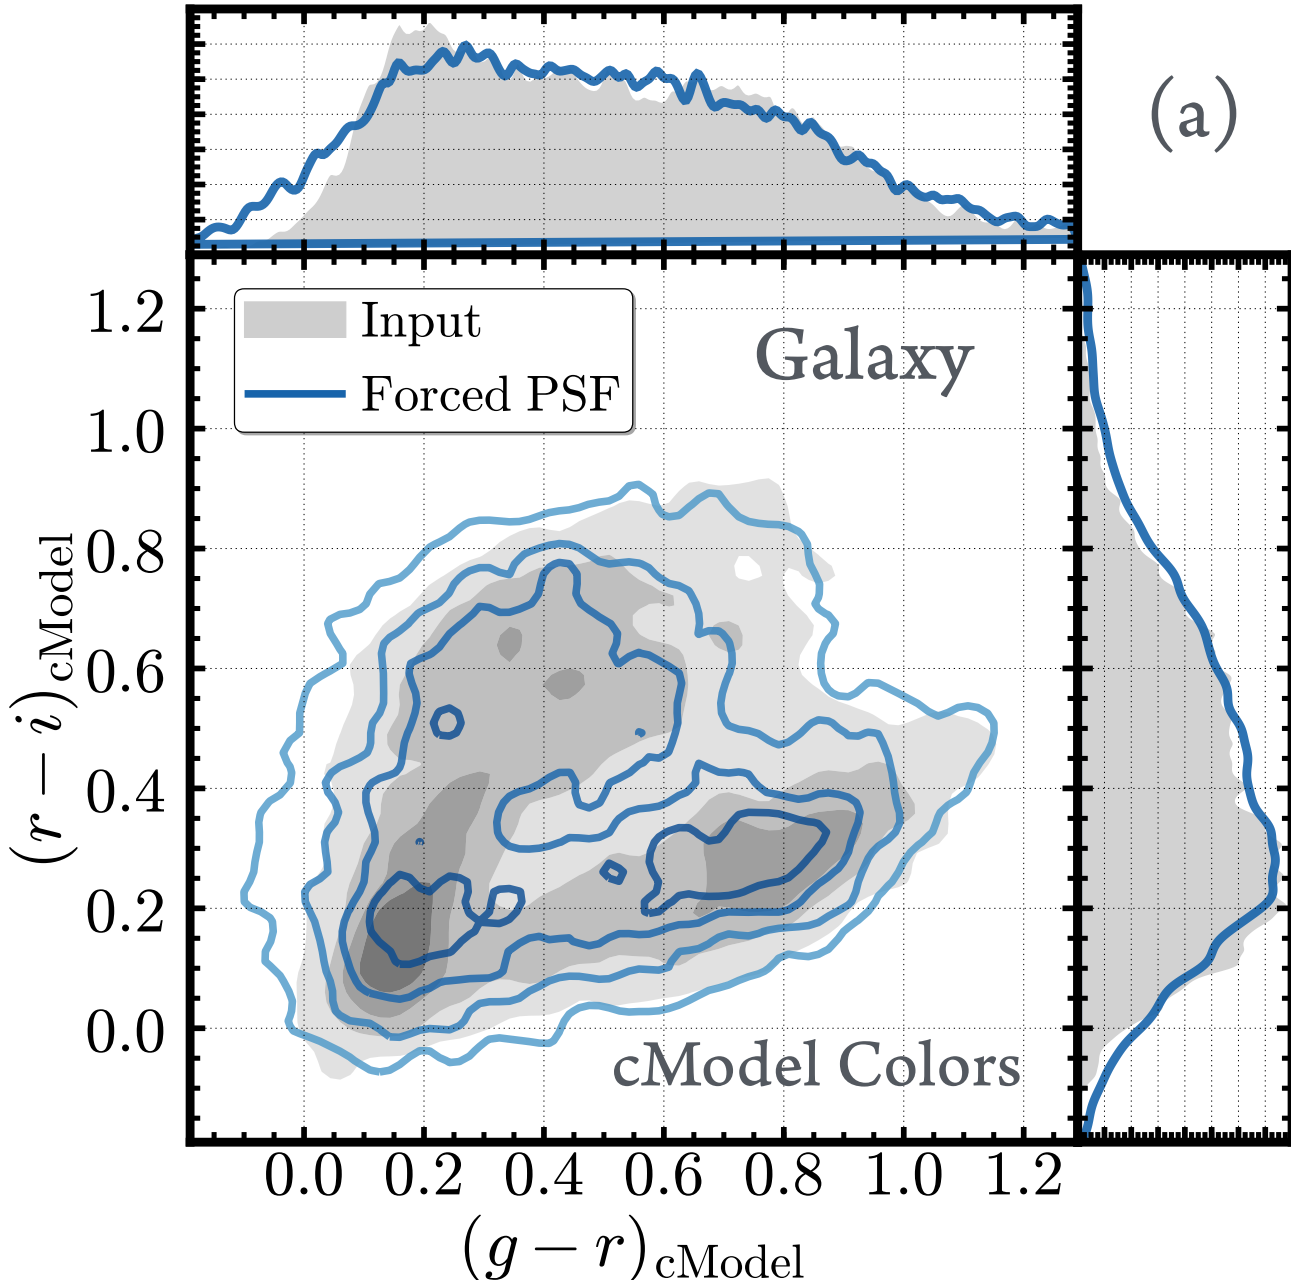 (a)
Input
Forced PSF
Galaxy
cModel Colors
1.2
1.0
0.8
0.6
0.4
0.2
0.0
(r − i)cModel
0.0 0.2 0.4 0.6 0.8 1.0 1.2
(g − r)cModel